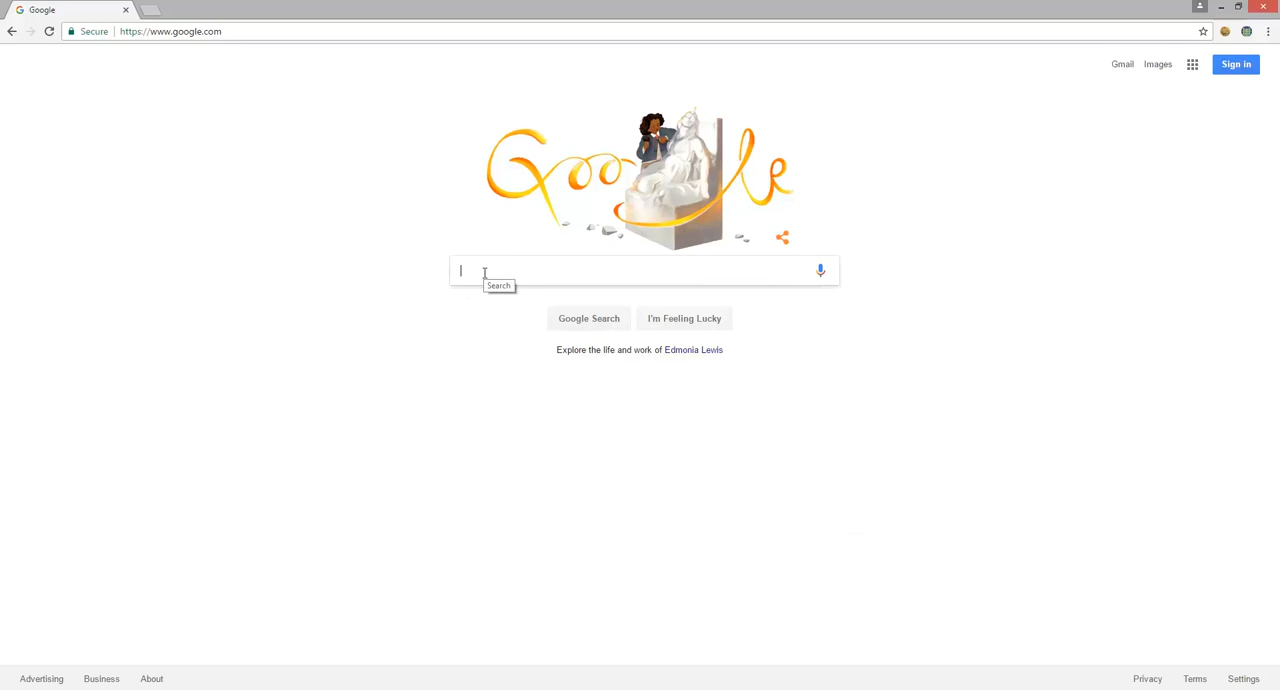 Google
Secure https://www.google.com
Gmail Images Sign in
Google
Search
Google Search I'm Feeling Lucky
Explore the life and work of Edmonia Lewis
Advertising Business About Privacy Terms Settings